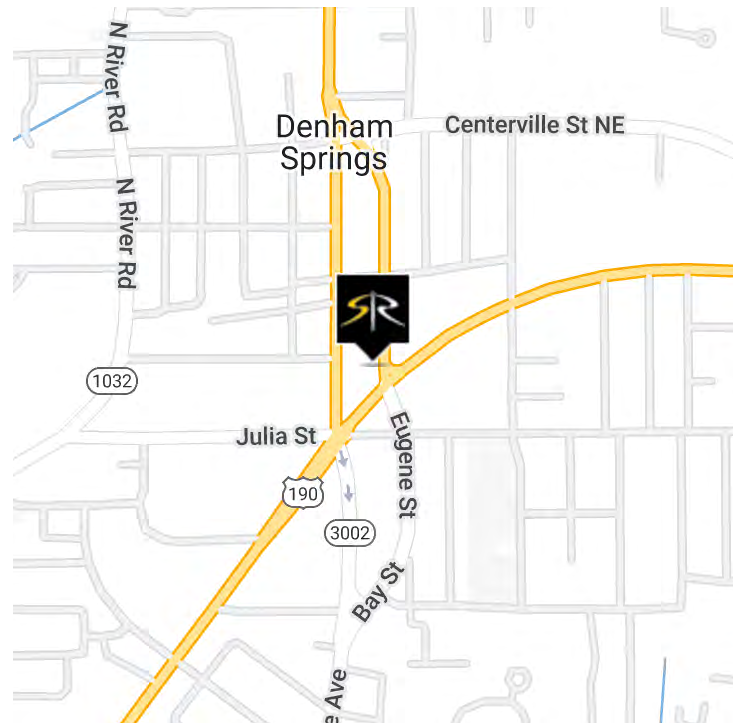 N River Rd
Denham
Springs
Centerville St NE
N River Rd
SR
1032
Julia St
Eugene St
190
3002
Bay St
e Ave